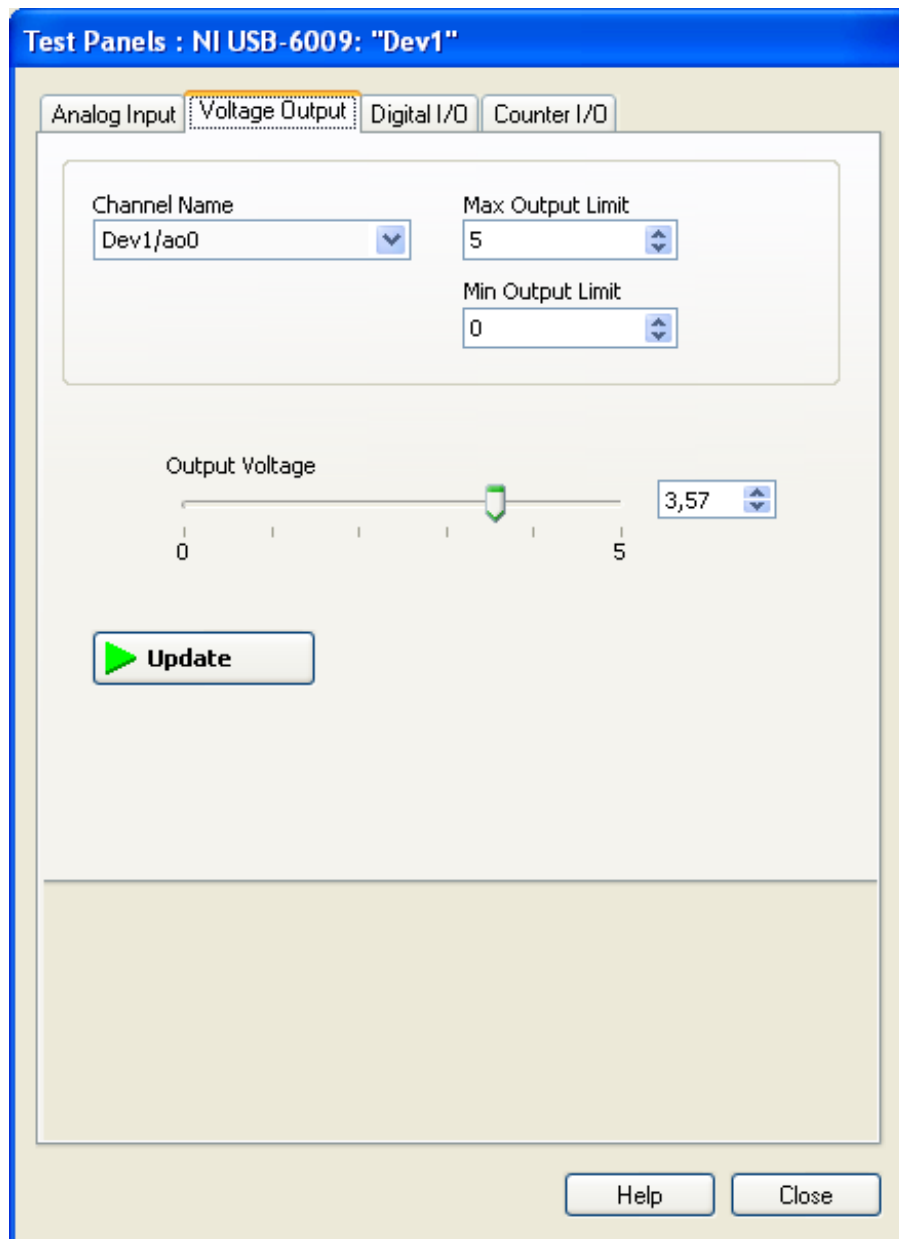 Test Panels : NI USB-6009: "Dev1"
Analog Input Voltage Output Digital I/O Counter I/O
Channel Name
Dev1/ao0
Max Output Limit
5
Min Output Limit
0
Output Voltage
3,57
0 5
Update
Help Close